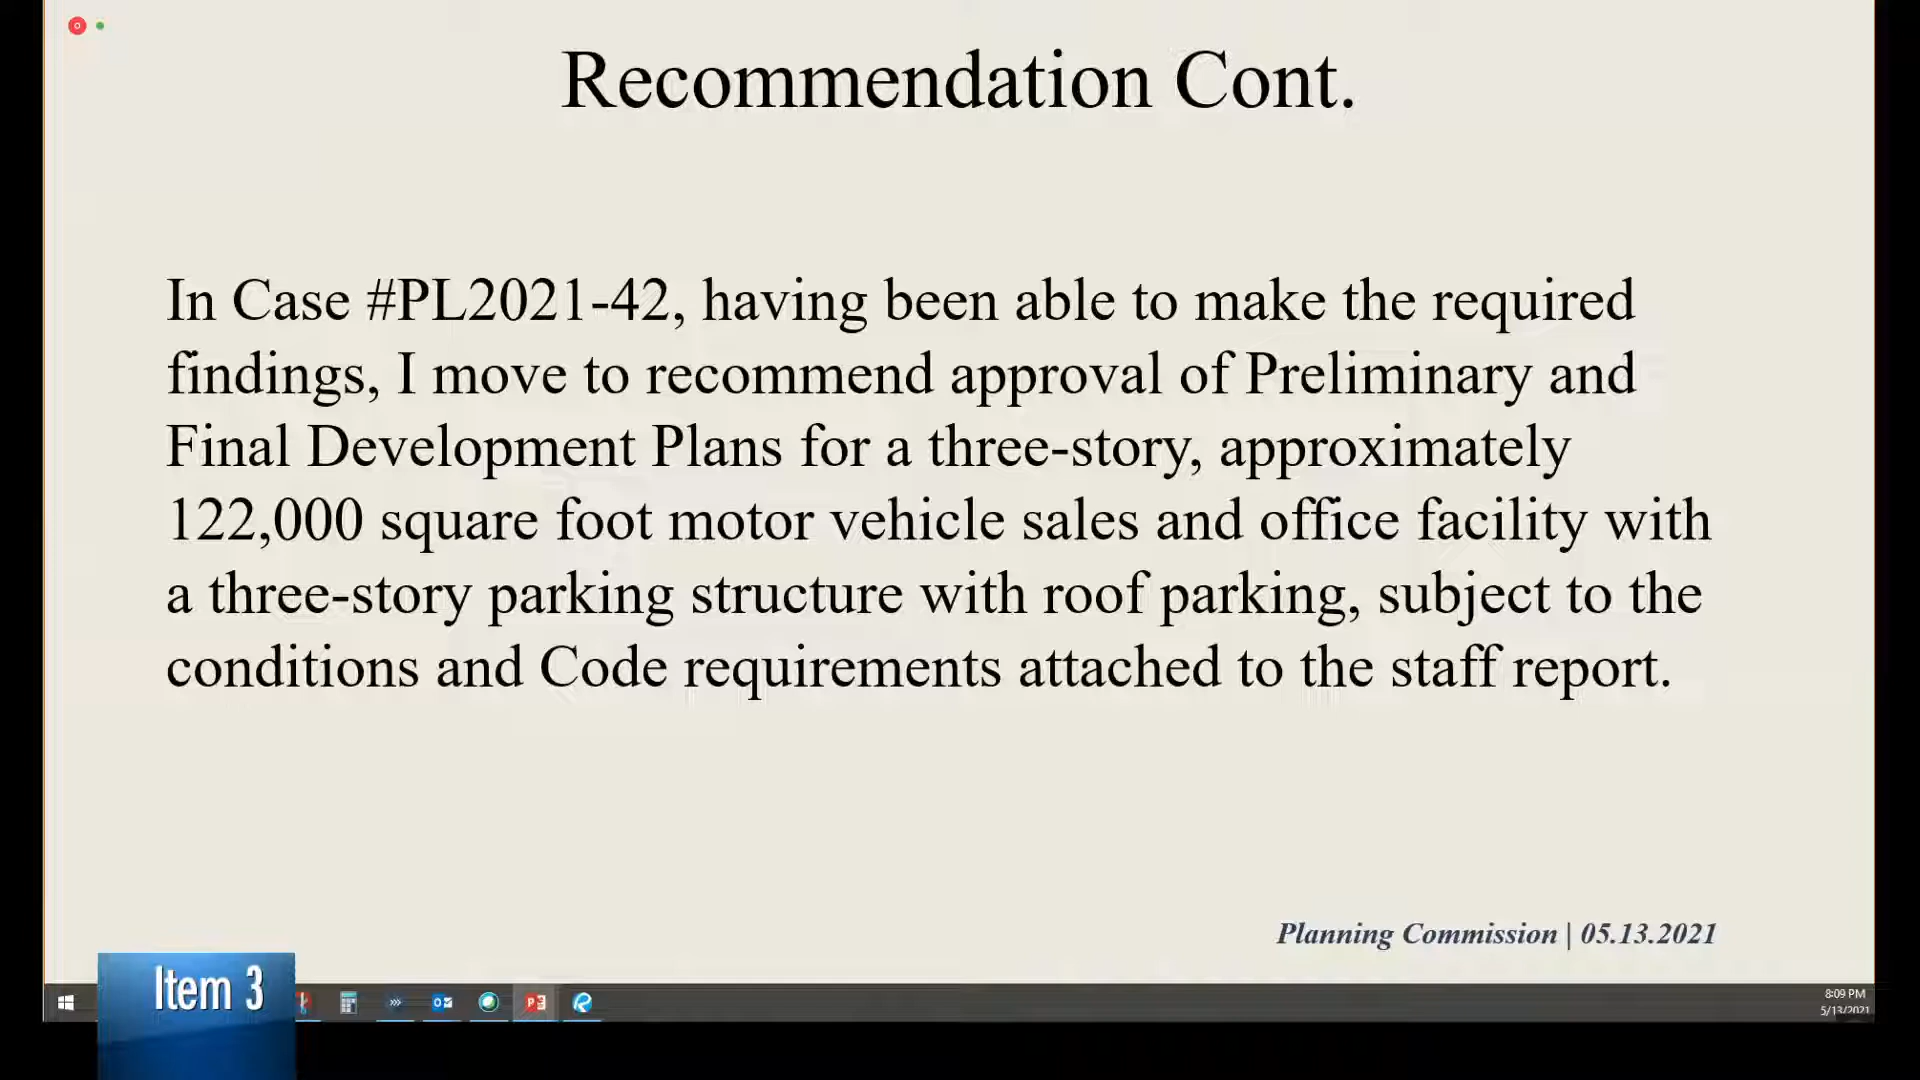 Recommendation Cont.
In Case #PL2021-42, having been able to make the required
findings, I move to recommend approval of Preliminary and
Final Development Plans for a three-story, approximately
122,000 square foot motor vehicle sales and office facility with
a three-story parking structure with roof parking, subject to the
conditions and Code requirements attached to the staff report.
Planning Commission | 05.13.2021
Item 3
8:09 PM
5/13/2021